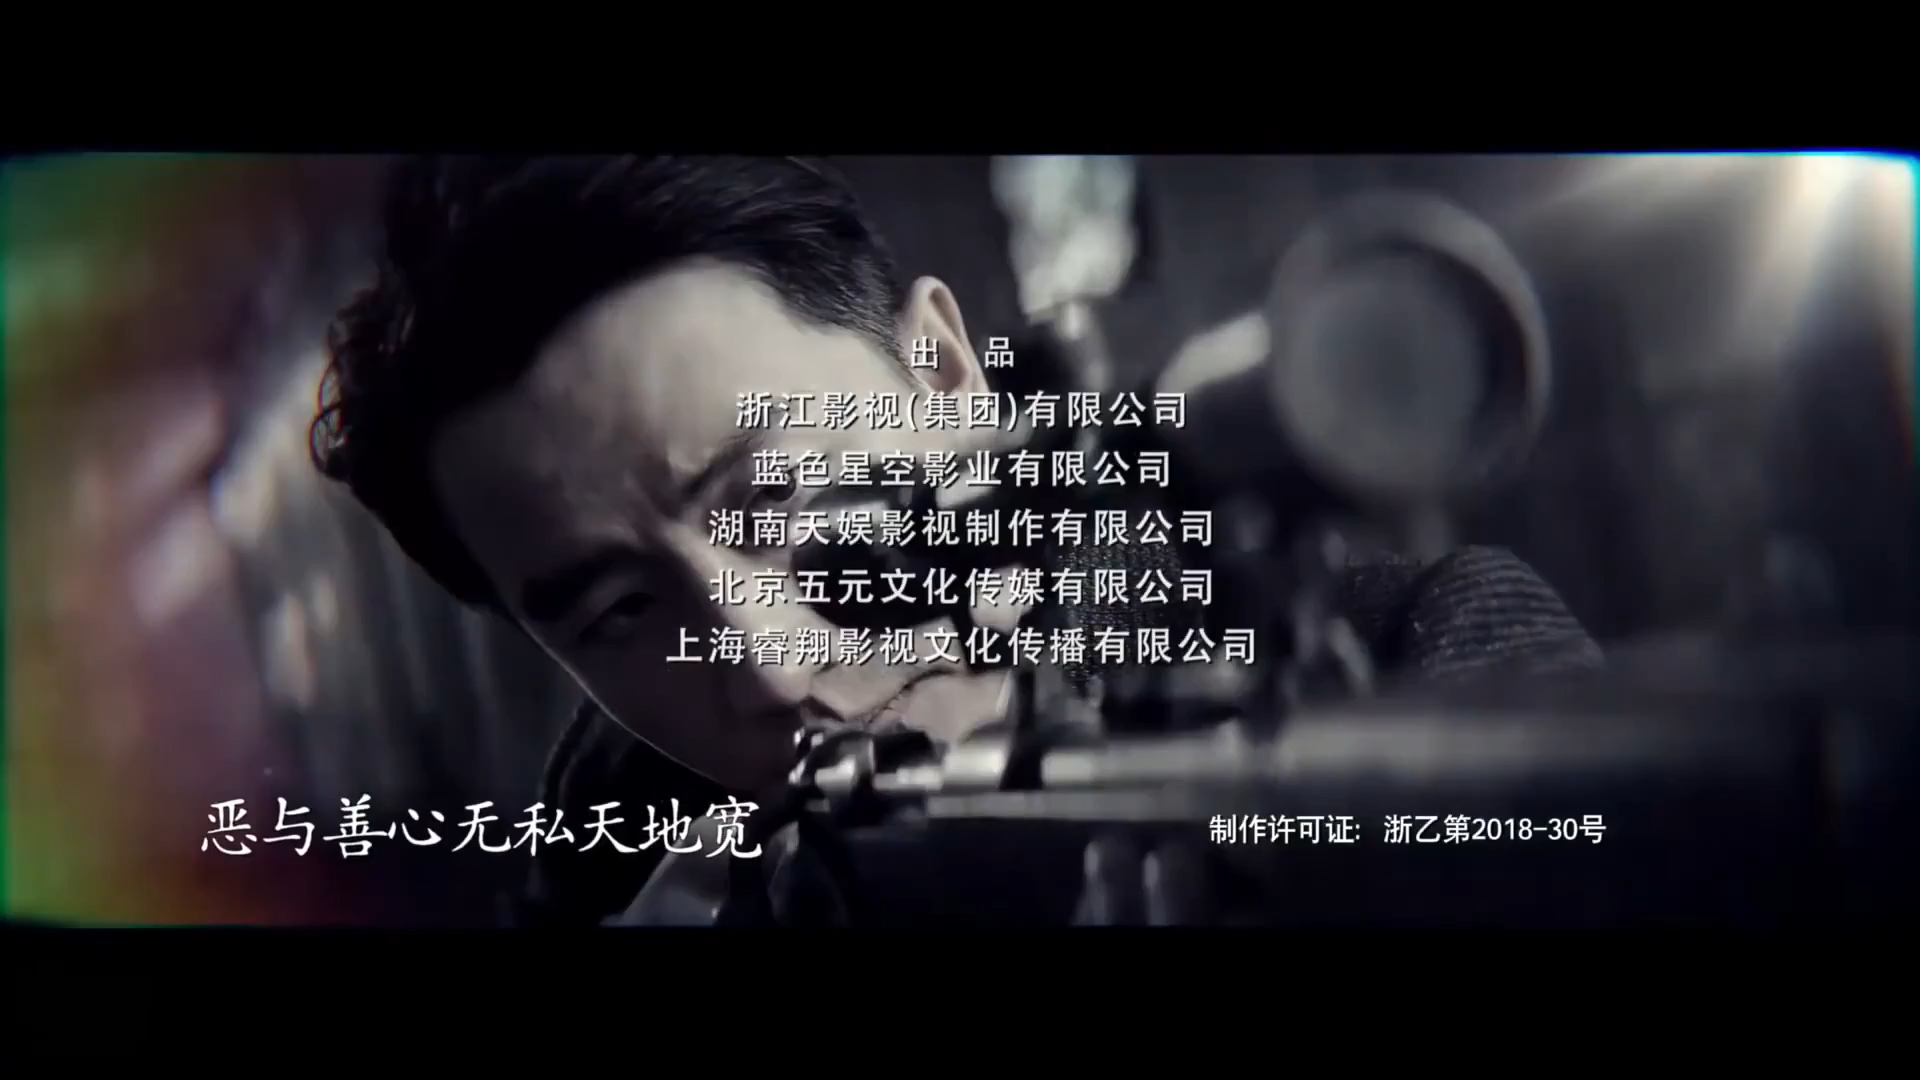 出 品
浙江影视(集团)有限公司
蓝色星空影业有限公司
湖南天娱影视制作有限公司
北京五元文化传媒有限公司
上海睿翔影视文化传播有限公司
恶与善心无私天地宽
制作许可证: 浙乙第2018-30号